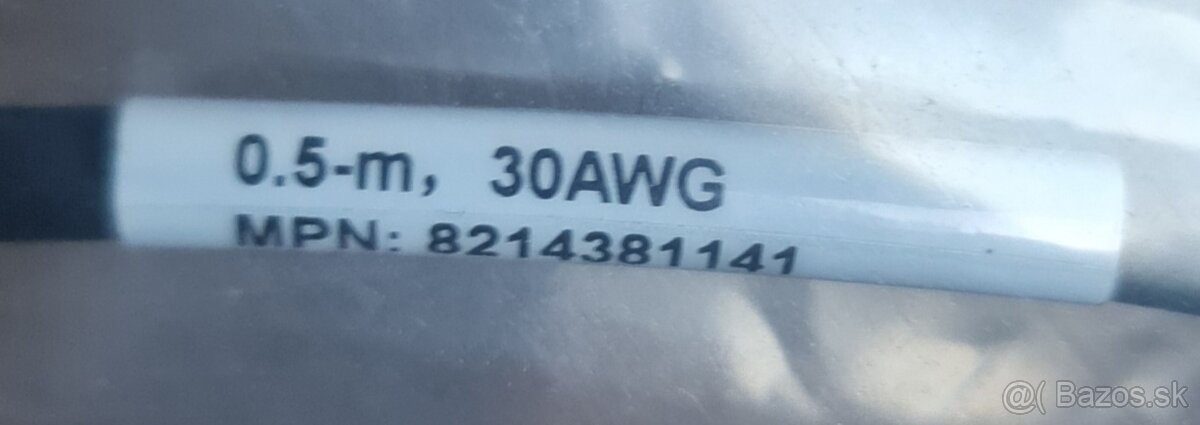 0.5-m, 30AWG
MPN: 8214381141
@( Bazos.sk